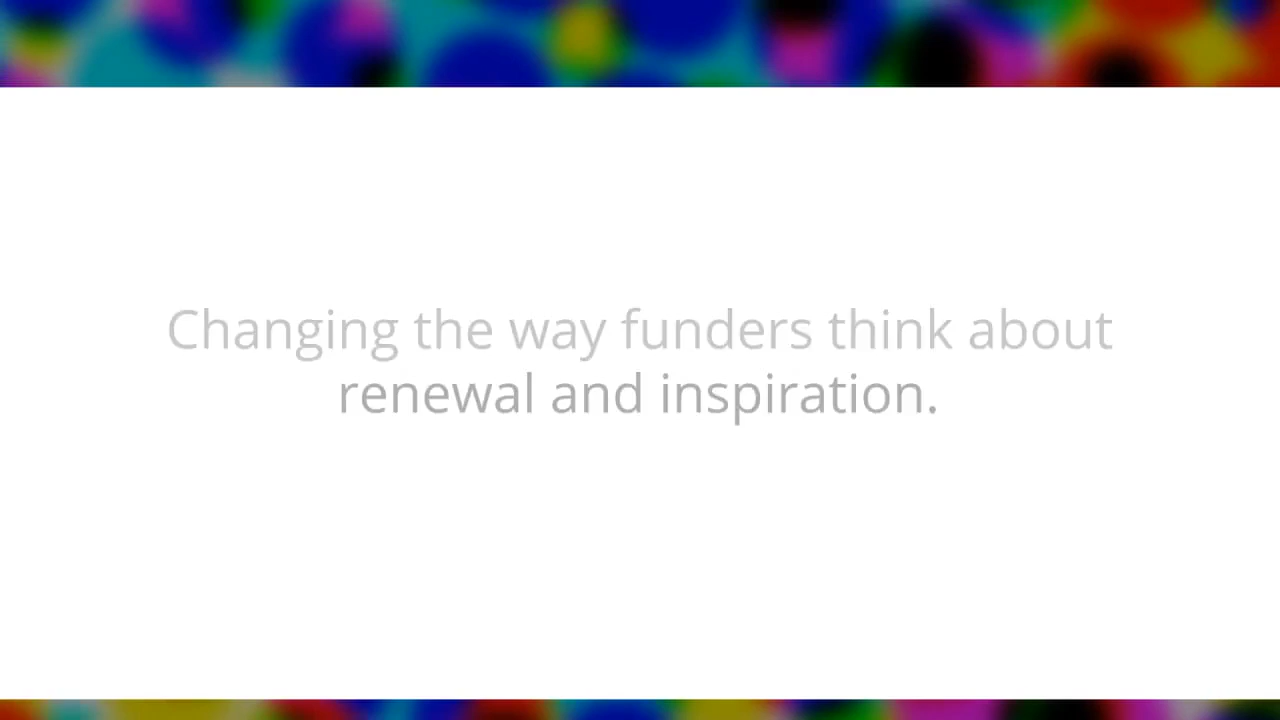 Changing the way funders think about
renewal and inspiration.